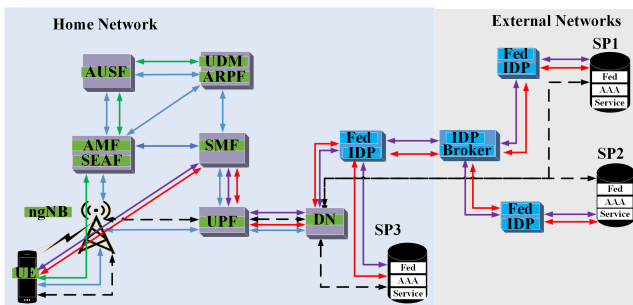 Home Network
External Networks
AUSF
UDM
ARPF
AMF
SEAF
SMF
ngNB
UPF
DN
UE
Fed
IDP
IDP
Broker
Fed
IDP
SP1
Fed
AAA
Service
SP2
Fed
AAA
Service
Fed
IDP
SP3
Fed
AAA
Service